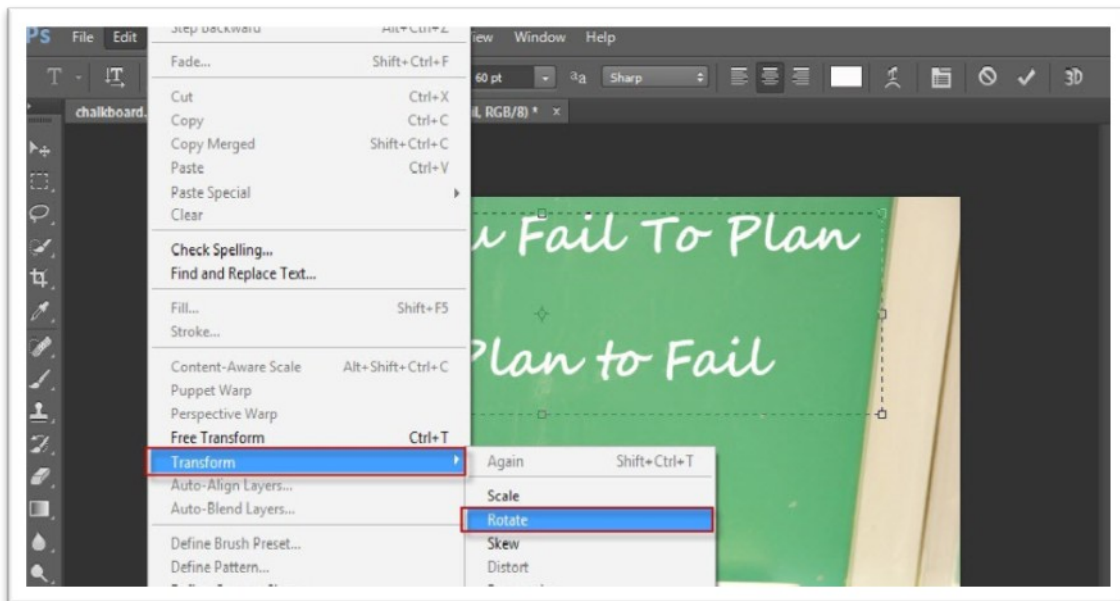 Ps File Edit iew Window Help
Step Backward Alt+Ctrl+Z
Fade... Shift+Ctrl+F
T 60 pt aa Sharp 3D
Cut Ctrl+X
chalkboard. il, RGB/8) * x
Copy Ctrl+C
Copy Merged Shift+Ctrl+C
Paste Ctrl+V
Paste Special
Clear
Check Spelling...
Find and Replace Text...
Fill... Shift+F5
Stroke...
Content-Aware Scale Alt+Shift+Ctrl+C
Puppet Warp
Perspective Warp
Free Transform Ctrl+T
Transform
Auto-Align Layers...
Auto-Blend Layers...
Define Brush Preset...
Define Pattern...
u Fail To Plan
Plan to Fail
Again Shift+Ctrl+T
Scale
Rotate
Skew
Distort